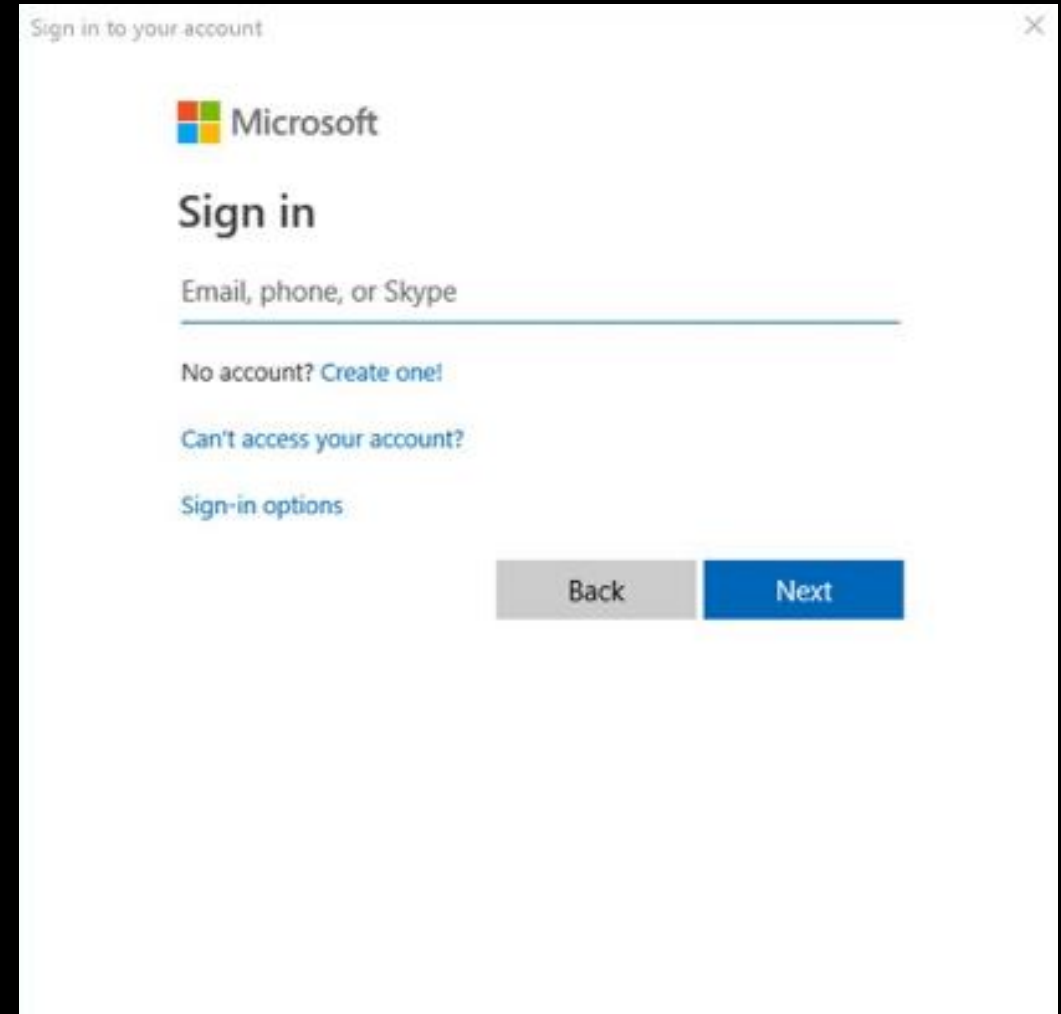 Sign in to your account
Microsoft
Sign in
Email, phone, or Skype
No account? Create one!
Can't access your account?
Sign-in options
Back Next